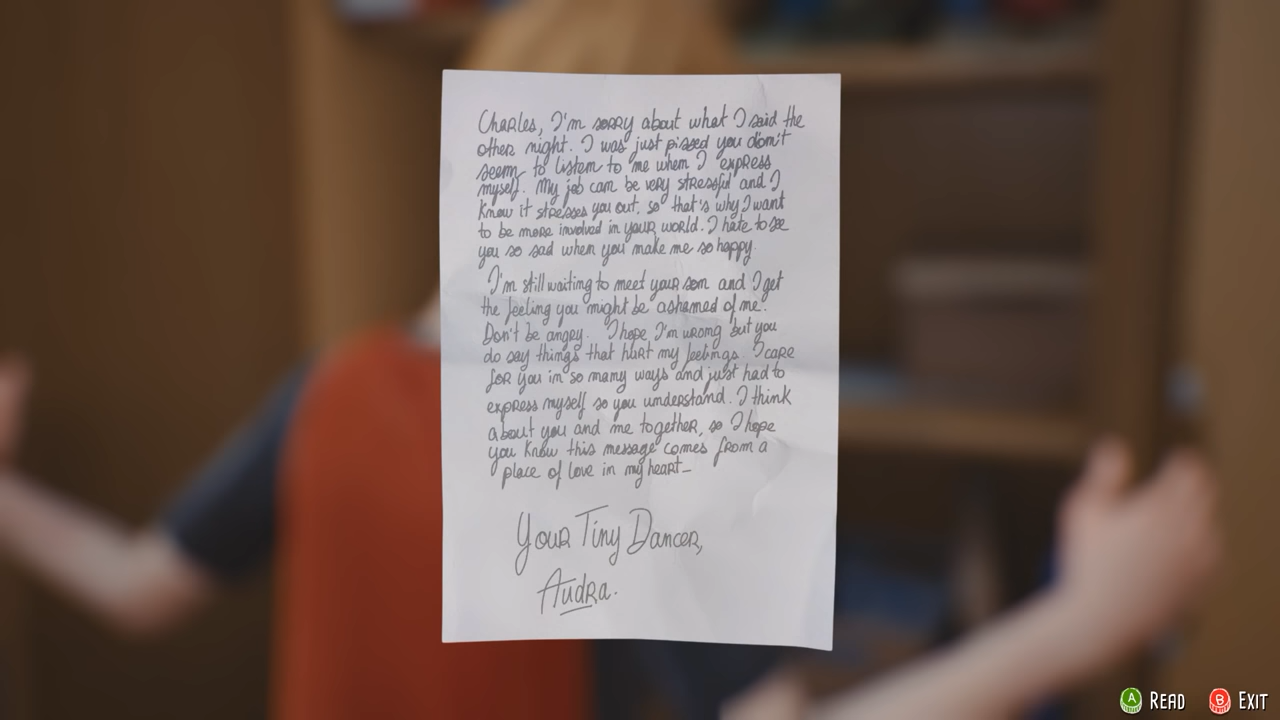 Charles, I'm sorry about what I said the
other night. I was just pissed you don't
seem to listen to me when I express
myself. My job can be very stressful and I
know it stresses you out, so that's why I want
to be more involved in your world. I hate to see
you so sad when you make me so happy.
I'm still waiting to meet your son and I get
the feeling you might be ashamed of me.
Don't be angry. I hope I'm wrong but you
do say things that hurt my feelings. I care
for you in so many ways and just had to
express myself so you understand. I think
about you and me together, so I hope
you know this message comes from a
place of love in my heart_
Your Tiny Dancer,
Audra.
A READ B EXIT